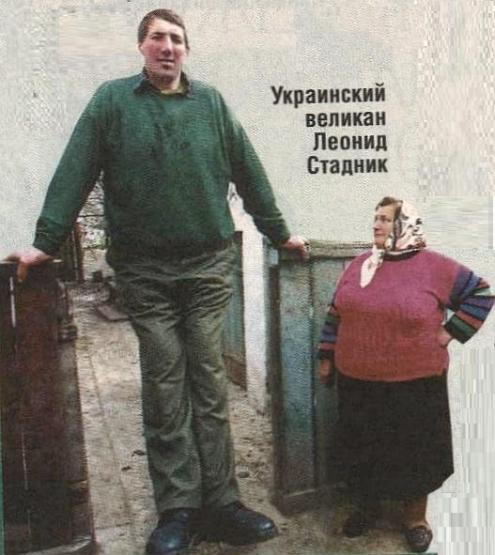 Украинский
великан
Леонид
Стадник